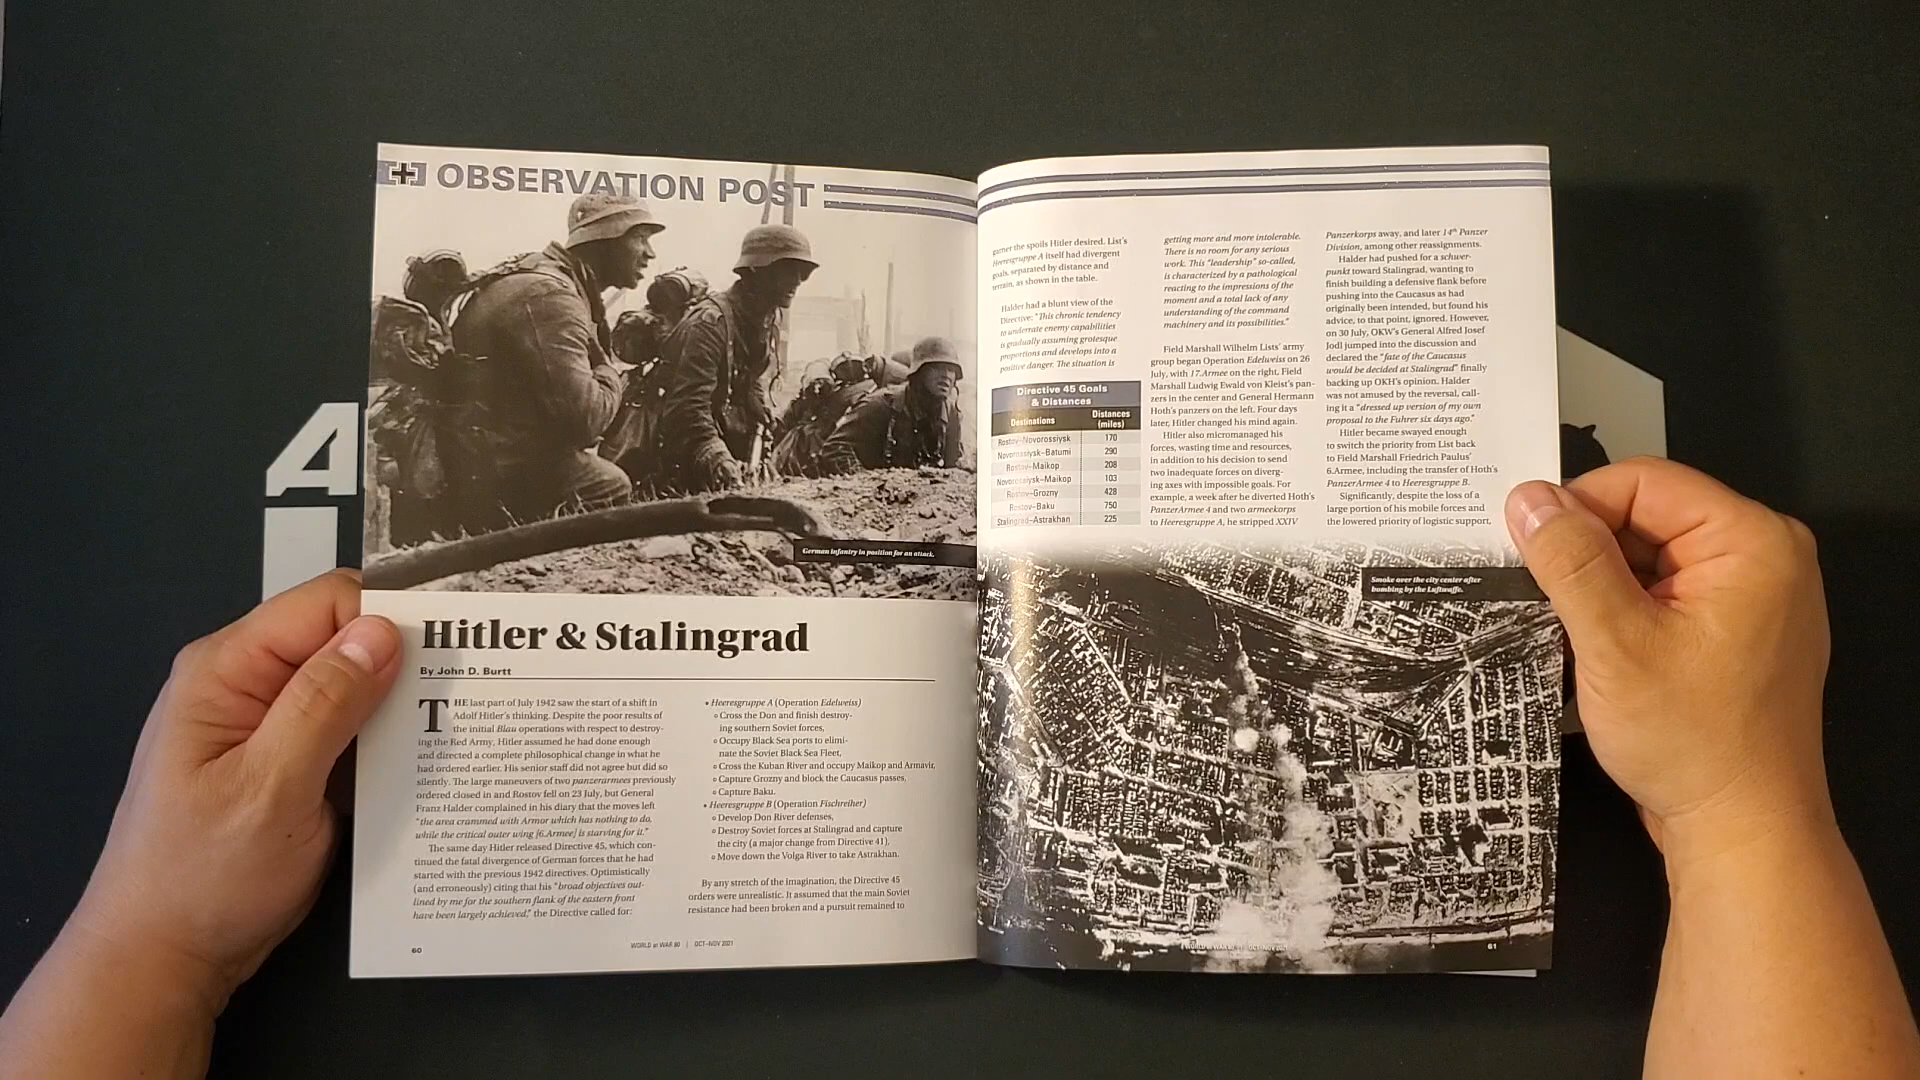 OBSERVATION POST
German infantry in position for an attack.
Hitler & Stalingrad
By John D. Burtt
THE last part of July 1942 saw the start of a shift in
Adolf Hitler's thinking. Despite the poor results of
the initial Blau operations with respect to destroy-
ing the Red Army, Hitler assumed he had done enough
and directed a complete philosophical change in what he
had ordered earlier. His senior staff did not agree but did so
silently. The large maneuvers of two panzerarmees previously
ordered closed in and Rostov fell on 23 July, but General
Franz Halder complained in his diary that the moves left
"the area crammed with Armor which has nothing to do,
while the critical outer wing [6.Armee] is starving for it."
The same day Hitler released Directive 45, which con-
tinued the fatal divergence of German forces that he had
started with the previous 1942 directives. Optimistically
(and erroneously) citing that his "broad objectives out-
lined by me for the southern flank of the eastern front
have been largely achieved," the Directive called for:
• Heeresgruppe A (Operation Edelweiss)
o Cross the Don and finish destroy-
ing southern Soviet forces,
o Occupy Black Sea ports to elimi-
nate the Soviet Black Sea Fleet,
o Cross the Kuban River and occupy Maikop and Armavir,
o Capture Grozny and block the Caucasus passes,
o Capture Baku.
• Heeresgruppe B (Operation Fischreiher)
o Develop Don River defenses,
o Destroy Soviet forces at Stalingrad and capture
the city (a major change from Directive 41),
o Move down the Volga River to take Astrakhan.
By any stretch of the imagination, the Directive 45
orders were unrealistic. It assumed that the main Soviet
resistance had been broken and a pursuit remained to
60
WORLD at WAR 80 | OCT–NOV 2021
garner the spoils Hitler desired. List's
Heeresgruppe A itself had divergent
goals, separated by distance and
terrain, as shown in the table.
Halder had a blunt view of the
Directive: "This chronic tendency
to underrate enemy capabilities
is gradually assuming grotesque
proportions and develops into a
positive danger. The situation is
Directive 45 Goals
& Distances
Destinations Distances (miles)
Rostov–Novorossiysk 170
Novorossiysk–Batumi 290
Rostov–Maikop 208
Novorossiysk–Maikop 103
Rostov–Grozny 428
Rostov–Baku 750
Stalingrad–Astrakhan 225
getting more and more intolerable.
There is no room for any serious
work. This "leadership" so-called,
is characterized by a pathological
reacting to the impressions of the
moment and a total lack of any
understanding of the command
machinery and its possibilities."
Field Marshall Wilhelm Lists' army
group began Operation Edelweiss on 26
July, with 17.Armee on the right, Field
Marshall Ludwig Ewald von Kleist's pan-
zers in the center and General Hermann
Hoth's panzers on the left. Four days
later, Hitler changed his mind again.
Hitler also micromanaged his
forces, wasting time and resources,
in addition to his decision to send
two inadequate forces on diverg-
ing axes with impossible goals. For
example, a week after he diverted Hoth's
PanzerArmee 4 and two armeekorps
to Heeresgruppe A, he stripped XXIV
Panzerkorps away, and later 14th Panzer
Division, among other reassignments.
Halder had pushed for a schwer-
punkt toward Stalingrad, wanting to
finish building a defensive flank before
pushing into the Caucasus as had
originally been intended, but found his
advice, to that point, ignored. However,
on 30 July, OKW's General Alfred Josef
Jodl jumped into the discussion and
declared the "fate of the Caucasus
would be decided at Stalingrad" finally
backing up OKH's opinion. Halder
was not amused by the reversal, call-
ing it a "dressed up version of my own
proposal to the Fuhrer six days ago."
Hitler became swayed enough
to switch the priority from List back
to Field Marshall Friedrich Paulus'
6.Armee, including the transfer of Hoth's
PanzerArmee 4 to Heeresgruppe B.
Significantly, despite the loss of a
large portion of his mobile forces and
the lowered priority of logistic support,
Smoke over the city center after
bombing by the Luftwaffe.
WORLD at WAR 80 | OCT–NOV 2021
61